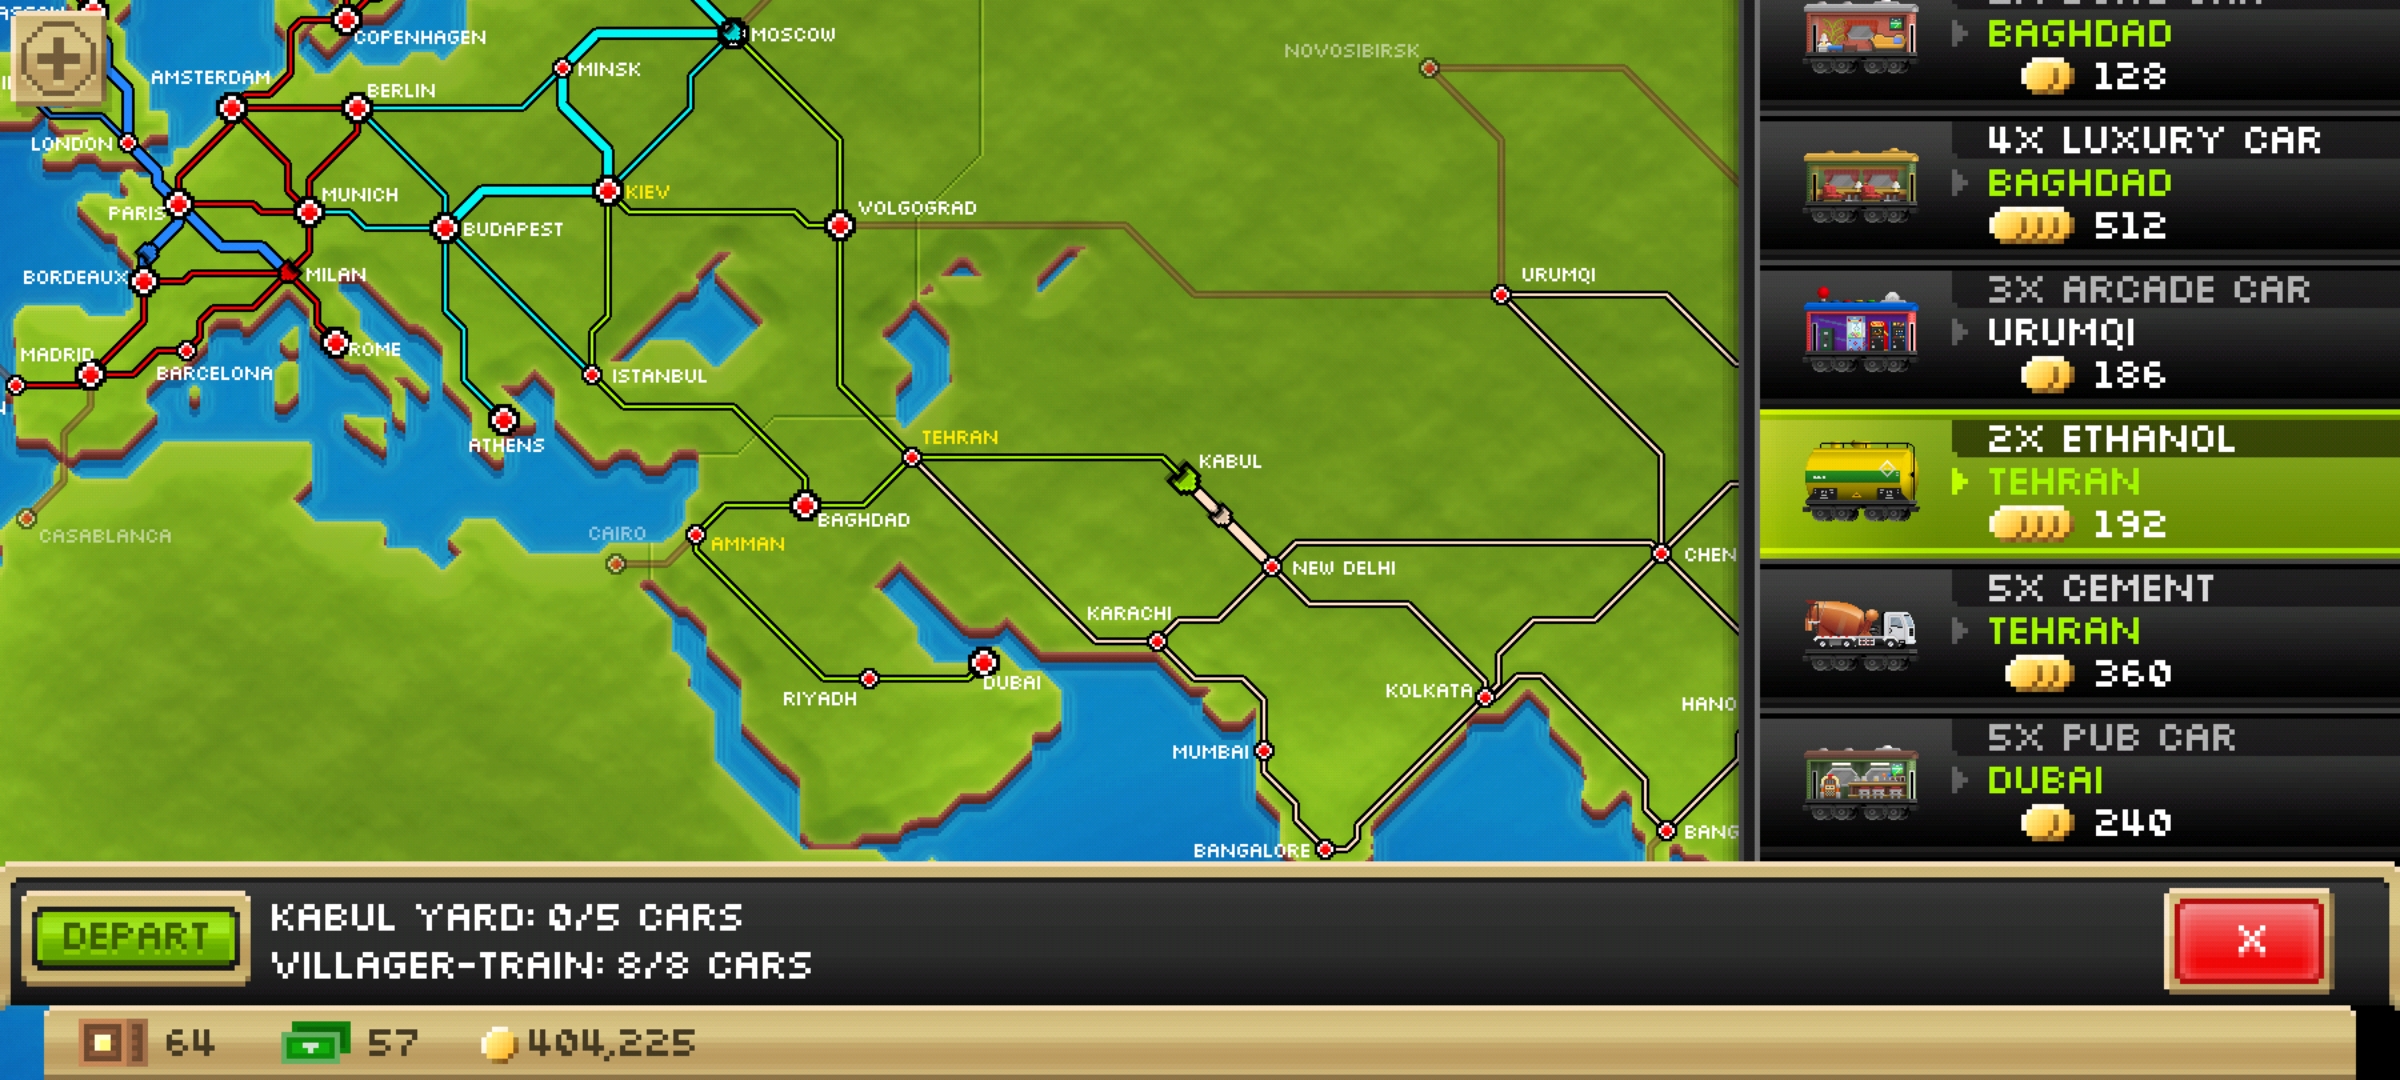 COPENHAGEN
MOSCOW
MINSK
NOVOSIBIRSK
AMSTERDAM
BERLIN
LONDON
MUNICH
KIEV
PARIS
BUDAPEST
VOLGOGRAD
BORDEAUX
MILAN
URUMQI
MADRID
ROME
BARCELONA
ISTANBUL
ATHENS
TEHRAN
KABUL
CASABLANCA
CAIRO
BAGHDAD
AMMAN
NEW DELHI
CHEN
KARACHI
RIYADH
DUBAI
KOLKATA
HANO
MUMBAI
BANGALORE
BANG
BAGHDAD
128
4X LUXURY CAR
BAGHDAD
512
3X ARCADE CAR
URUMQI
186
2X ETHANOL
TEHRAN
192
5X CEMENT
TEHRAN
360
5X PUB CAR
DUBAI
240
DEPART
KABUL YARD: 0/5 CARS
VILLAGER-TRAIN: 8/8 CARS
X
64
57
404,225